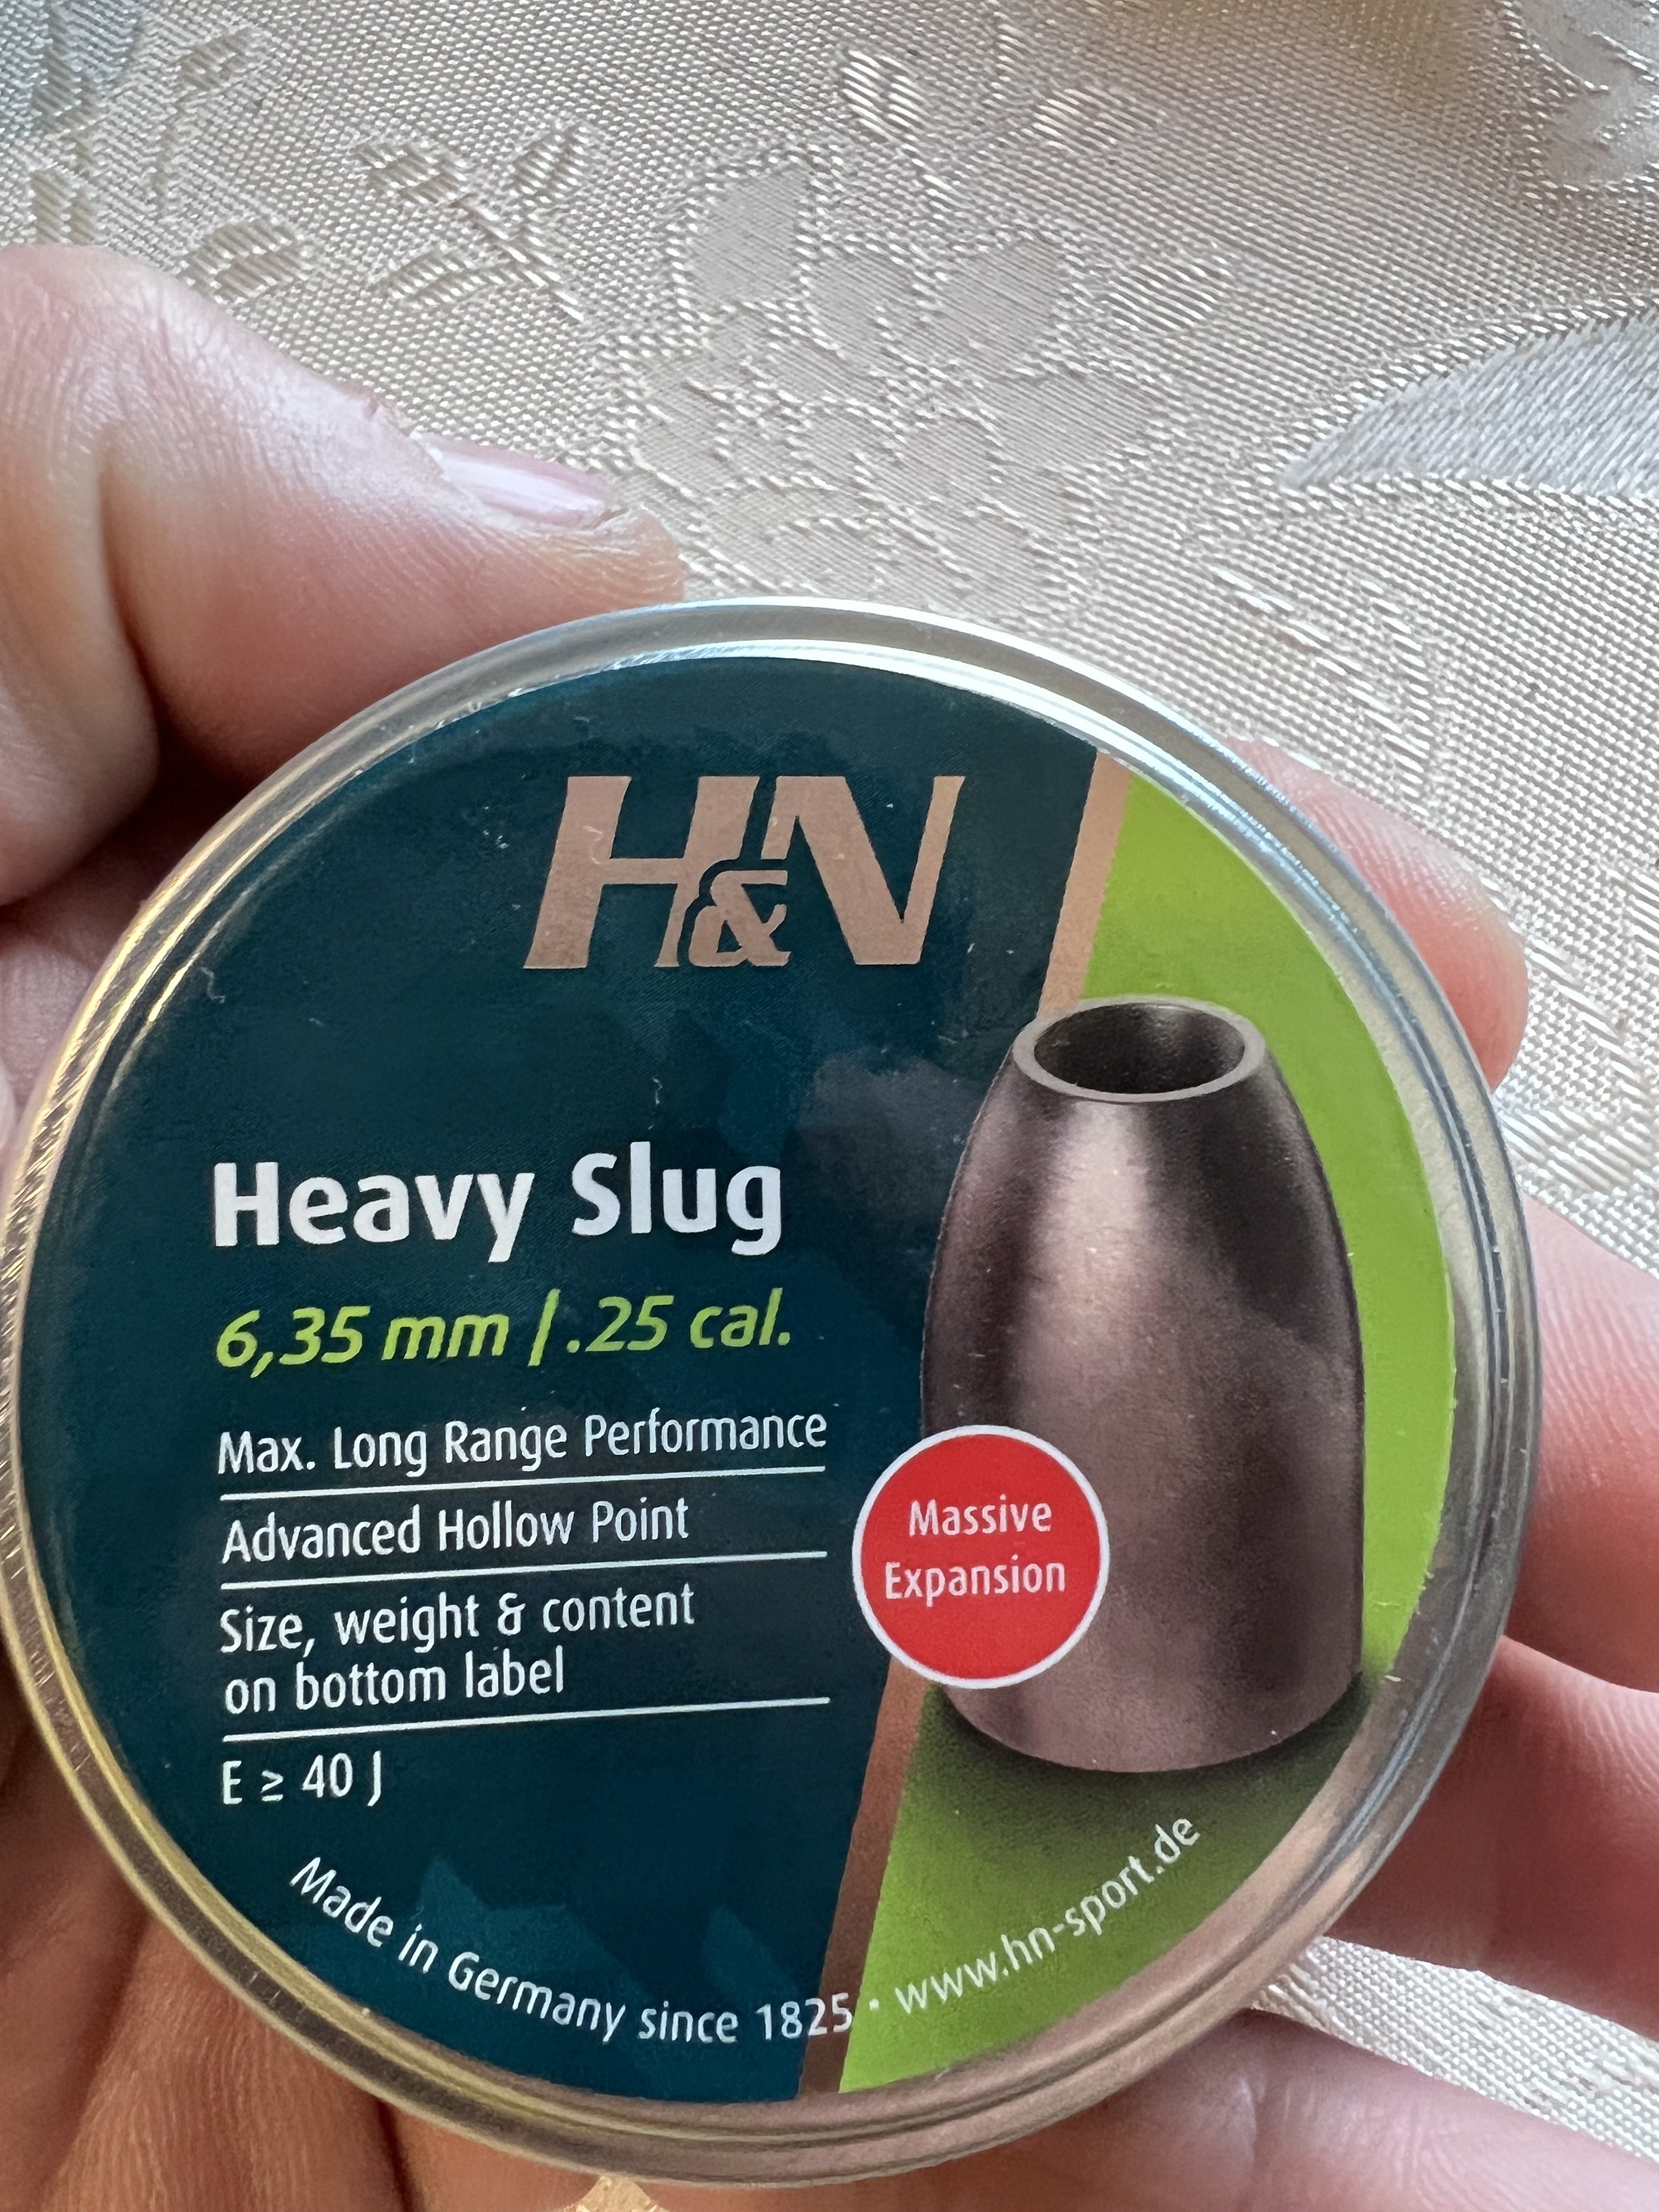 H&N
Heavy Slug
6,35 mm / .25 cal.
Max. Long Range Performance
Advanced Hollow Point
Size, weight & content
on bottom label
E ≥ 40 J
Massive
Expansion
Made in Germany since 1825 · www.hn-sport.de